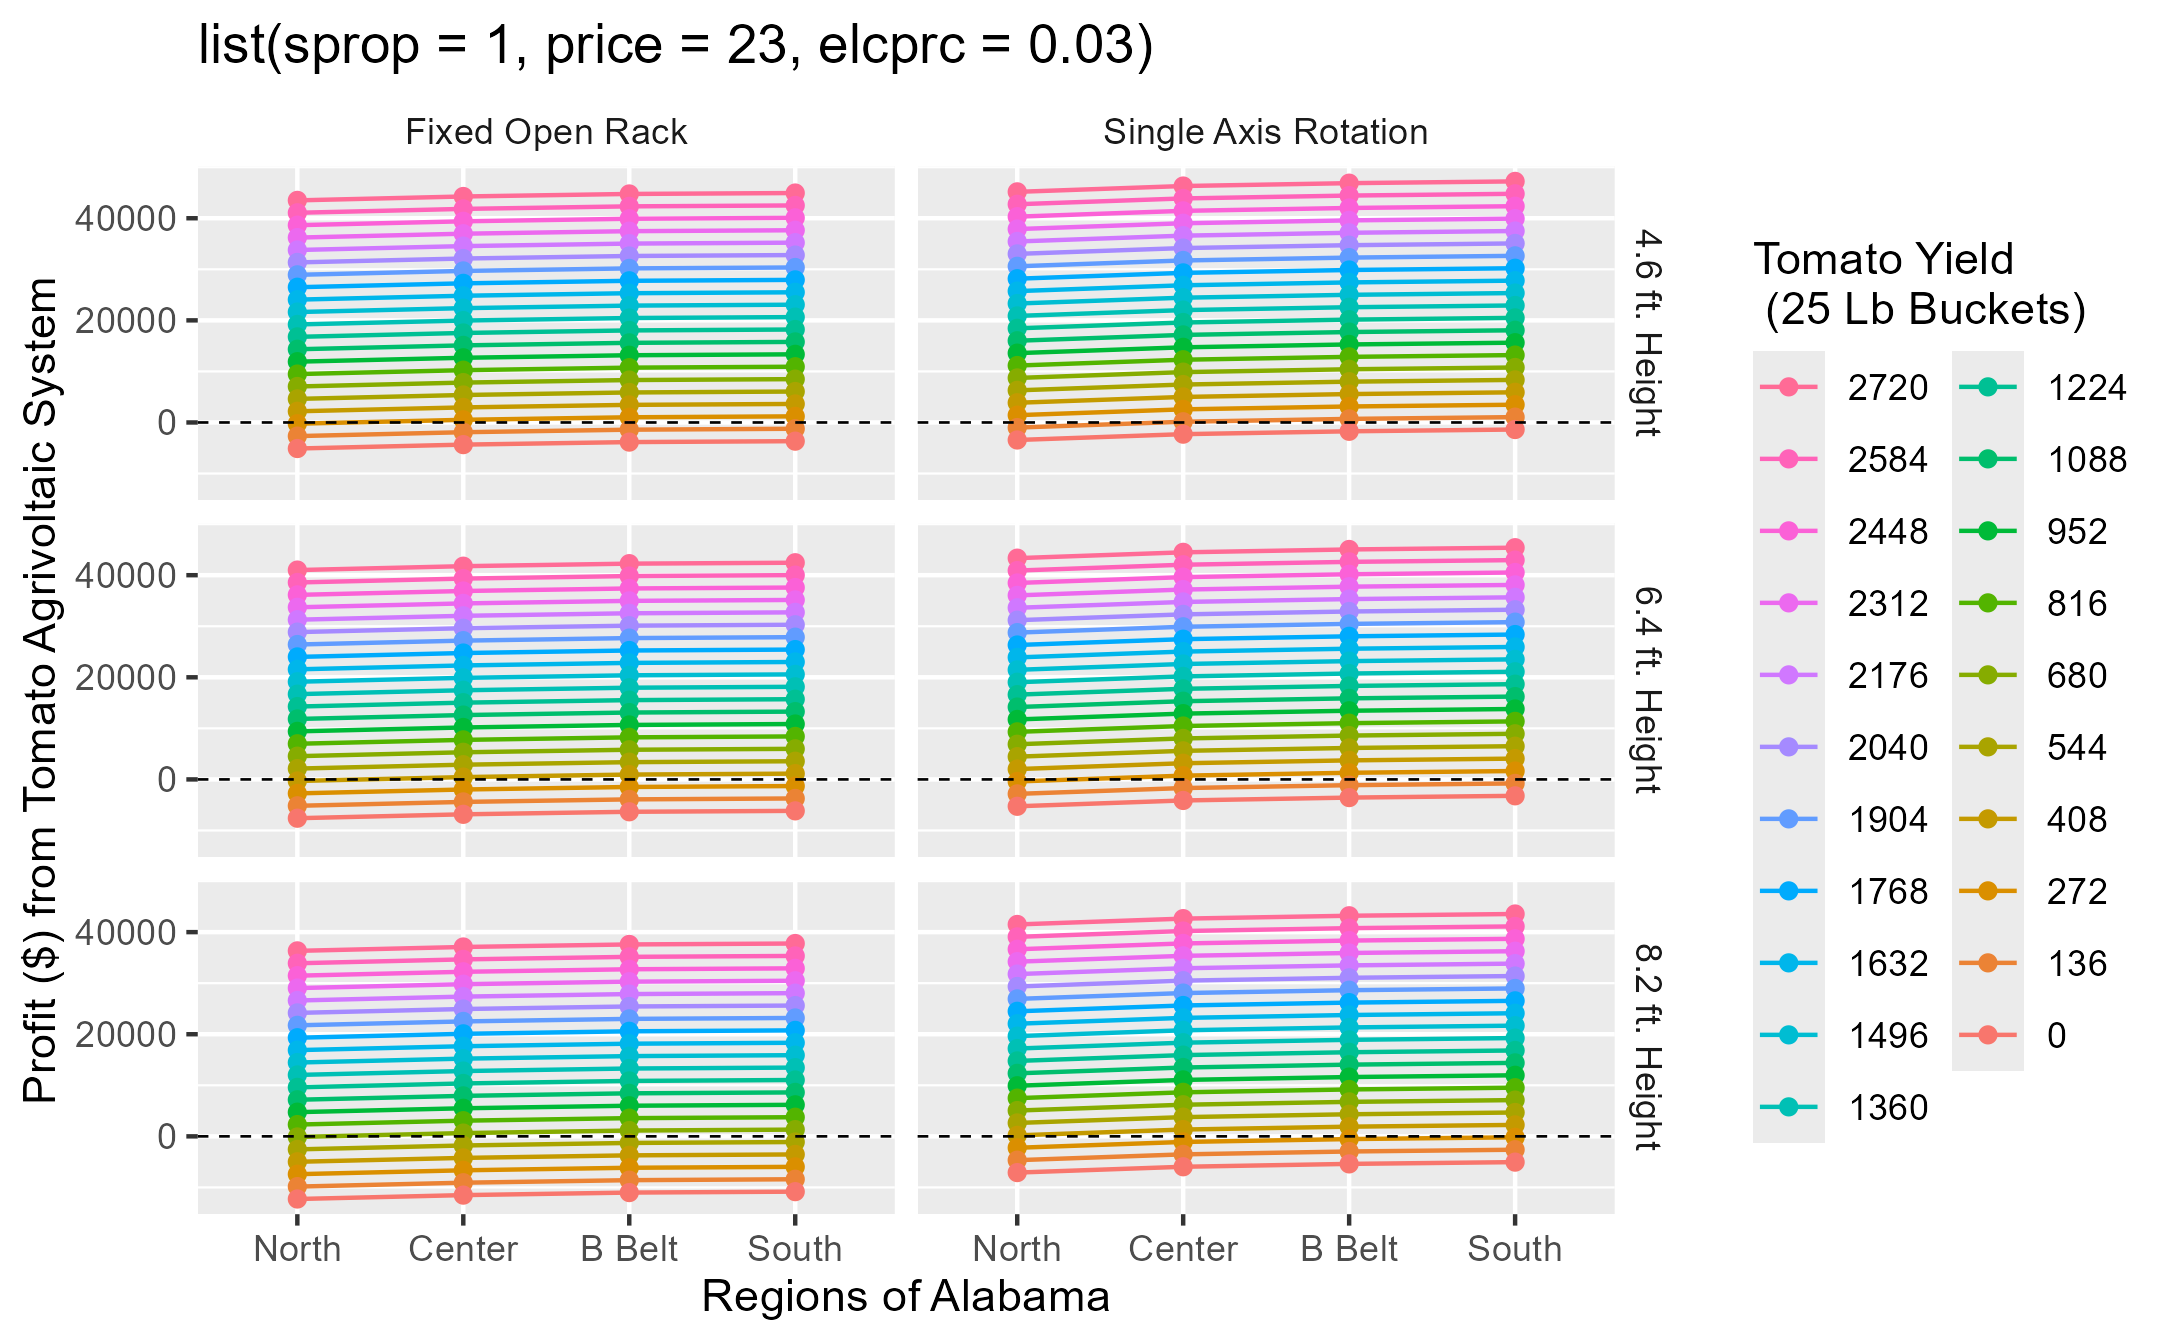 list(sprop = 1, price = 23, elcprc = 0.03)
Fixed Open Rack
Single Axis Rotation
Profit ($) from Tomato Agrivoltaic System
40000
20000
0
4.6 ft. Height
40000
20000
0
6.4 ft. Height
40000
20000
0
8.2 ft. Height
North
Center
B Belt
South
North
Center
B Belt
South
Regions of Alabama
Tomato Yield
(25 Lb Buckets)
2720
2584
2448
2312
2176
2040
1904
1768
1632
1496
1360
1224
1088
952
816
680
544
408
272
136
0